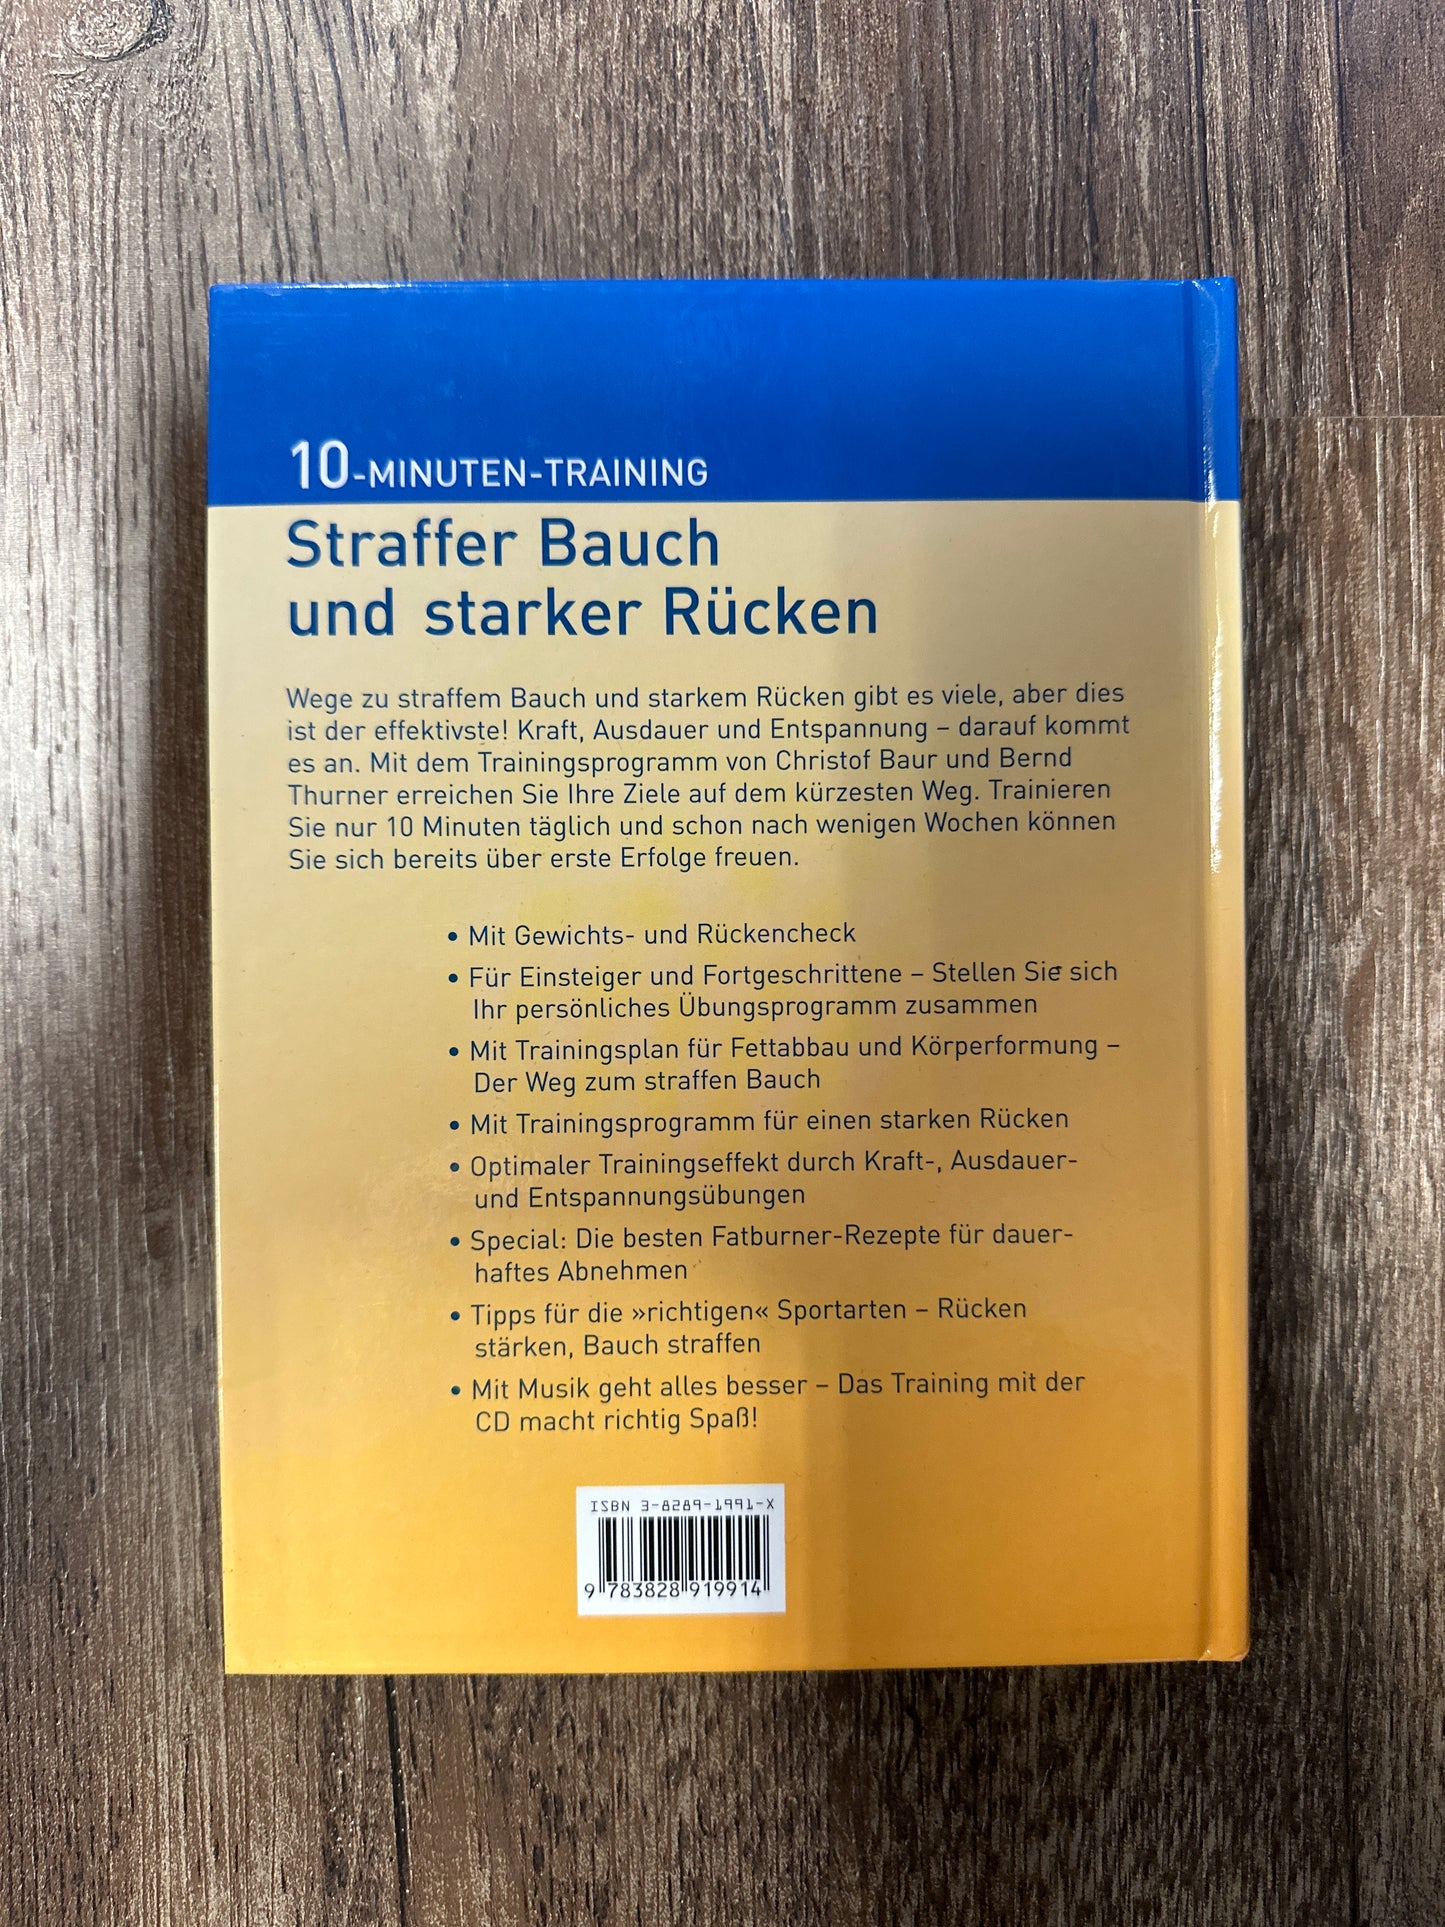 10-MINUTEN-TRAINING
Straffer Bauch
und starker Rücken
Wege zu straffem Bauch und starkem Rücken gibt es viele, aber dies
ist der effektivste! Kraft, Ausdauer und Entspannung – darauf kommt
es an. Mit dem Trainingsprogramm von Christof Baur und Bernd
Thurner erreichen Sie Ihre Ziele auf dem kürzesten Weg. Trainieren
Sie nur 10 Minuten täglich und schon nach wenigen Wochen können
Sie sich bereits über erste Erfolge freuen.
• Mit Gewichts- und Rückencheck
• Für Einsteiger und Fortgeschrittene – Stellen Sie sich
Ihr persönliches Übungsprogramm zusammen
• Mit Trainingsplan für Fettabbau und Körperformung –
Der Weg zum straffen Bauch
• Mit Trainingsprogramm für einen starken Rücken
• Optimaler Trainingseffekt durch Kraft-, Ausdauer-
und Entspannungsübungen
• Special: Die besten Fatburner-Rezepte für dauer-
haftes Abnehmen
• Tipps für die »richtigen« Sportarten – Rücken
stärken, Bauch straffen
• Mit Musik geht alles besser – Das Training mit der
CD macht richtig Spaß!
ISBN 3-8289-1991-X
9 783828 919914